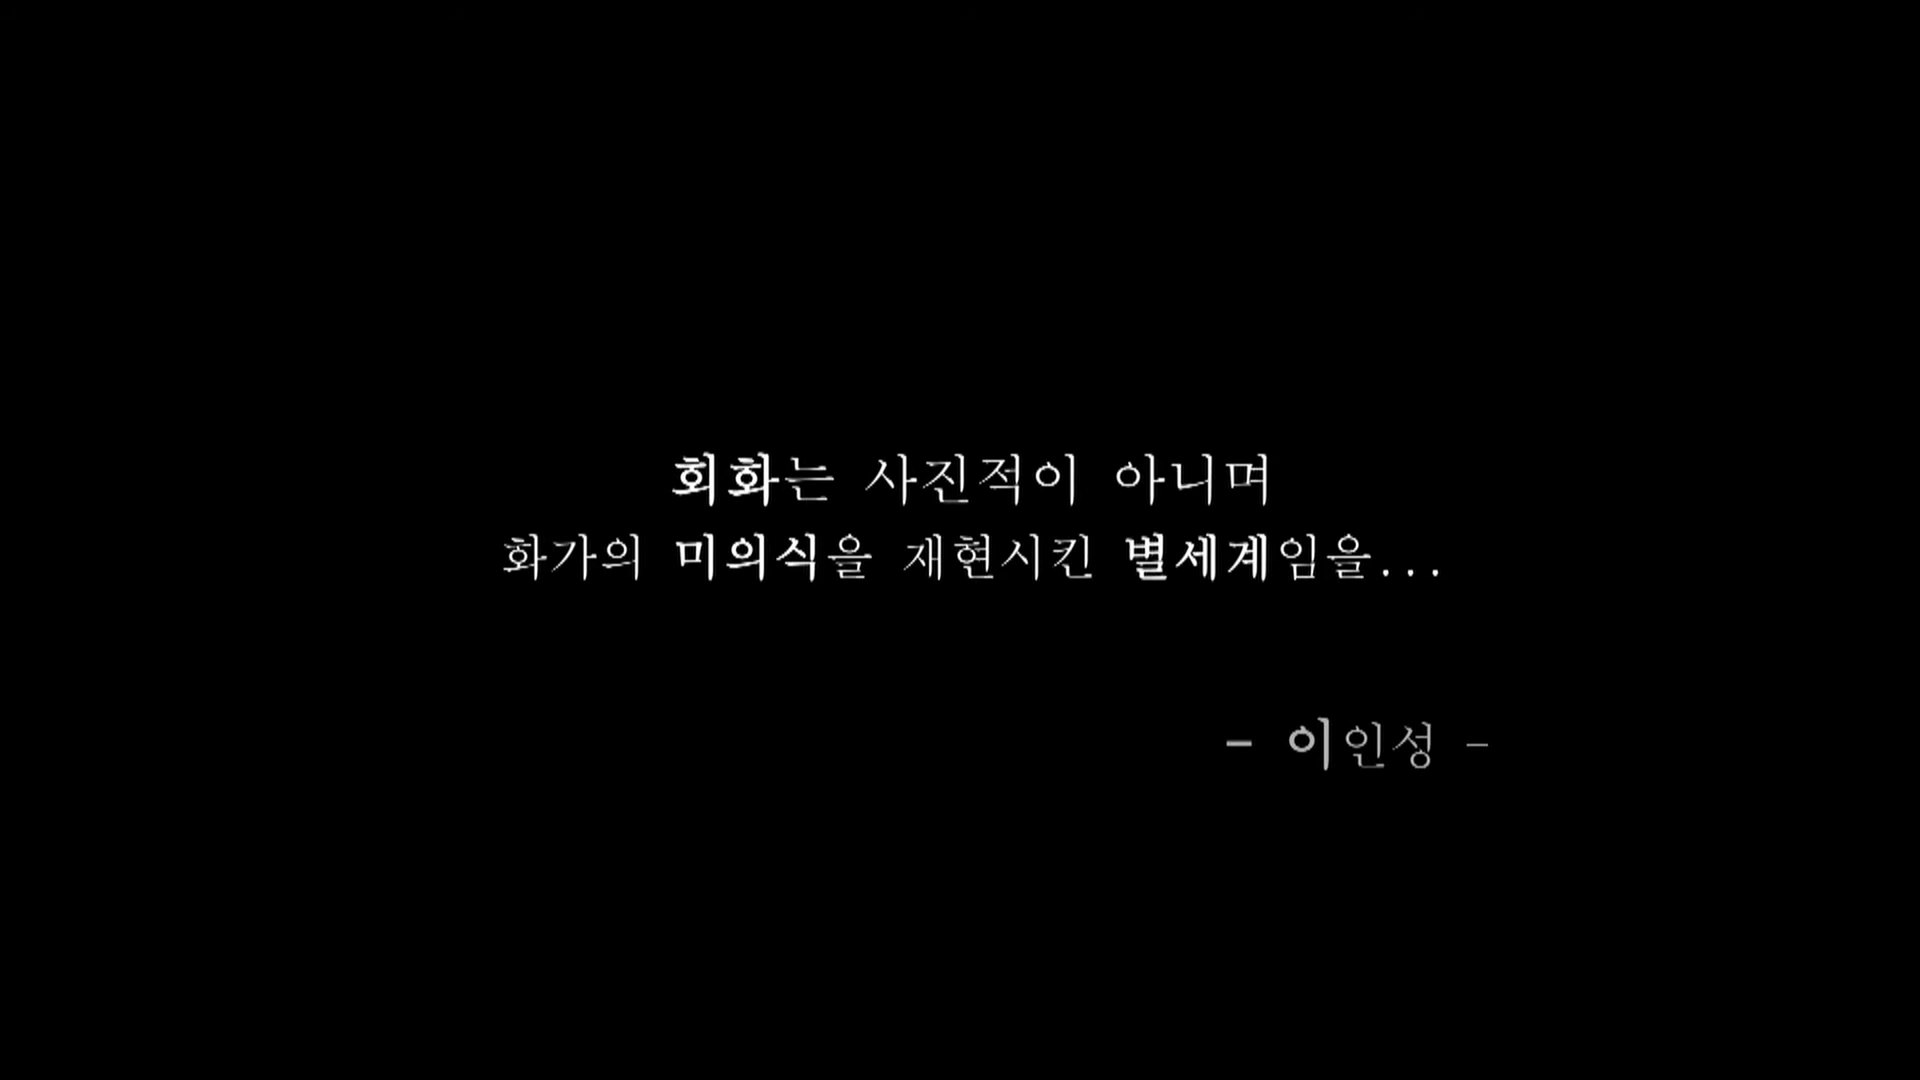 회화는 사진적이 아니며
화가의 미의식을 재현시킨 별세계임을...
- 이인성 -